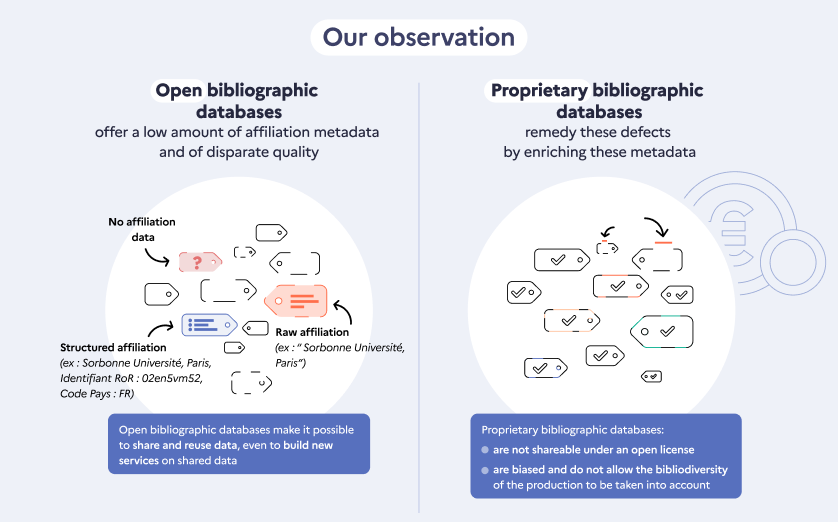 Our observation
Open bibliographic
databases
offer a low amount of affiliation metadata
and of disparate quality
No affiliation
data
?
Structured affiliation
(ex : Sorbonne Université, Paris,
Identifiant RoR : 02en5vm52,
Code Pays : FR)
Raw affiliation
(ex : “ Sorbonne Université,
Paris”)
Open bibliographic databases make it possible
to share and reuse data, even to build new
services on shared data
Proprietary bibliographic
databases
remedy these defects
by enriching these metadata
€
Proprietary bibliographic databases:
are not shareable under an open license
are biased and do not allow the bibliodiversity
of the production to be taken into account